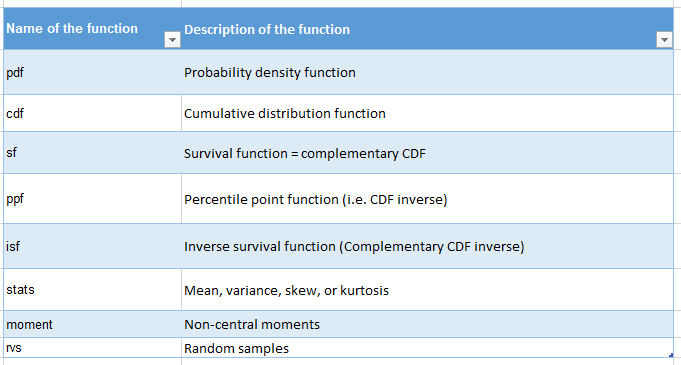 Name of the function Description of the function
pdf Probability density function
cdf Cumulative distribution function
sf Survival function = complementary CDF
ppf Percentile point function (i.e. CDF inverse)
isf Inverse survival function (Complementary CDF inverse)
stats Mean, variance, skew, or kurtosis
moment Non-central moments
rvs Random samples